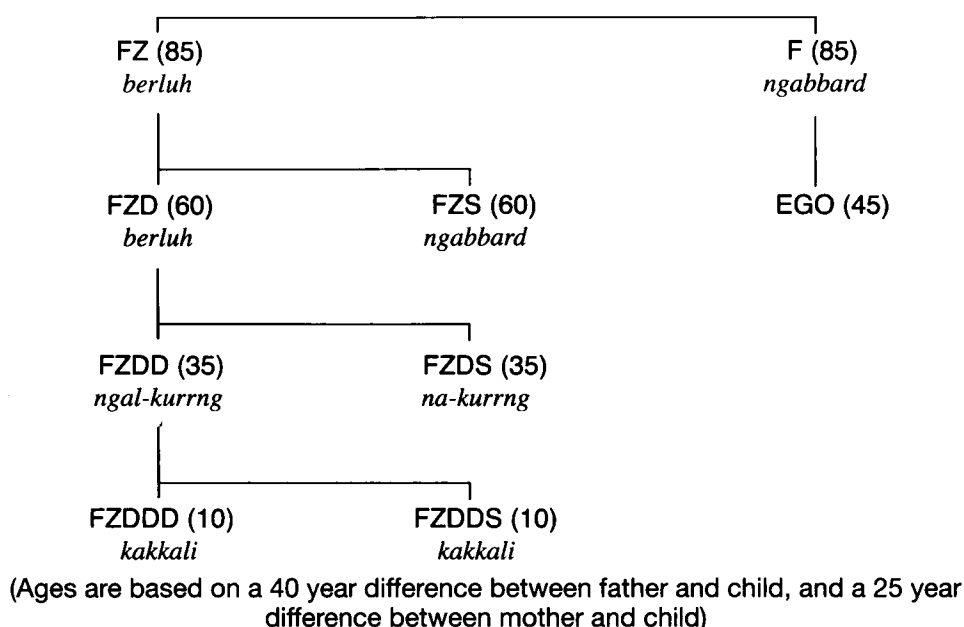 FZ (85) F (85)
berluh ngabbard
FZD (60) FZS (60) EGO (45)
berluh ngabbard
FZDD (35) FZDS (35)
ngal-kurrng na-kurrng
FZDDD (10) FZDDS (10)
kakkali kakkali
(Ages are based on a 40 year difference between father and child, and a 25 year
difference between mother and child)